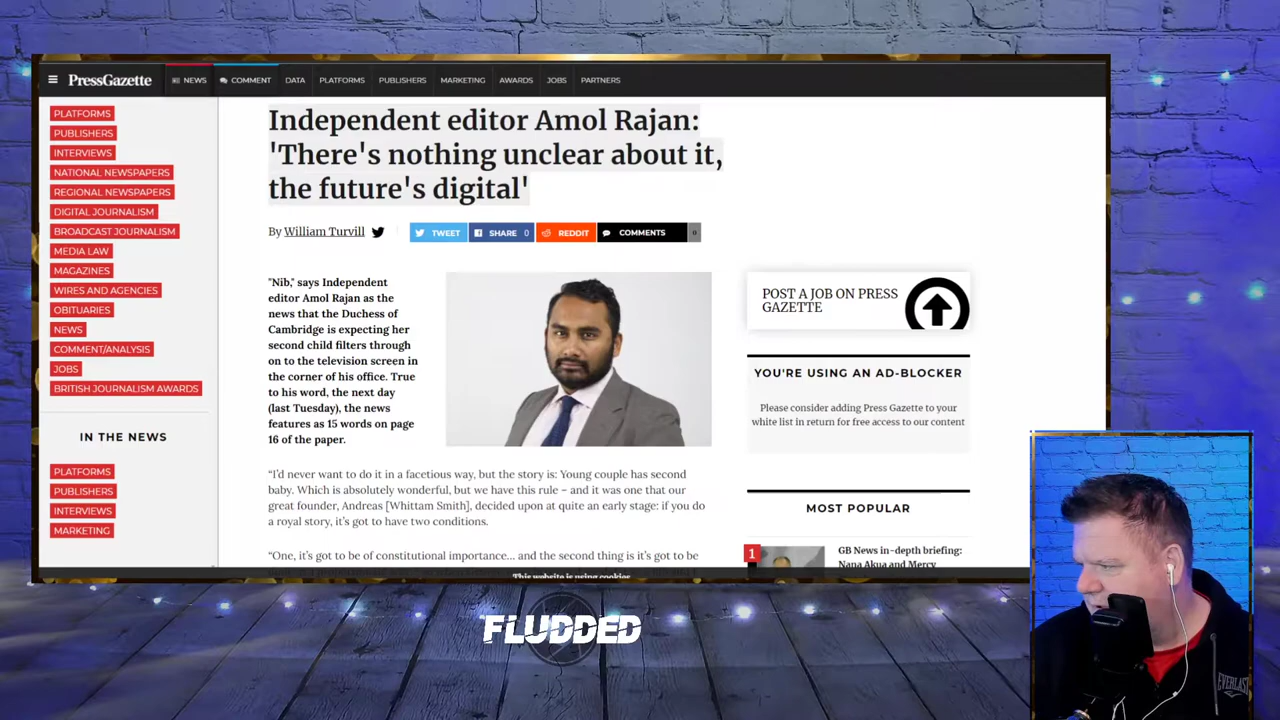 PressGazette
NEWS
COMMENT
DATA
PLATFORMS
PUBLISHERS
MARKETING
AWARDS
JOBS
PARTNERS
PLATFORMS
PUBLISHERS
INTERVIEWS
NATIONAL NEWSPAPERS
REGIONAL NEWSPAPERS
DIGITAL JOURNALISM
BROADCAST JOURNALISM
MEDIA LAW
MAGAZINES
WIRES AND AGENCIES
OBITUARIES
NEWS
COMMENT/ANALYSIS
JOBS
BRITISH JOURNALISM AWARDS
IN THE NEWS
PLATFORMS
PUBLISHERS
INTERVIEWS
MARKETING
Independent editor Amol Rajan:
'There's nothing unclear about it,
the future's digital'
By William Turvill
TWEET
SHARE 0
REDDIT
COMMENTS 0
"Nib," says Independent
editor Amol Rajan as the
news that the Duchess of
Cambridge is expecting her
second child filters through
on to the television screen in
the corner of his office. True
to his word, the next day
(last Tuesday), the news
features as 15 words on page
16 of the paper.
“I’d never want to do it in a facetious way, but the story is: Young couple has second
baby. Which is absolutely wonderful, but we have this rule – and it was one that our
great founder, Andreas [Whittam Smith], decided upon at quite an early stage: if you do
a royal story, it’s got to have two conditions.
“One, it’s got to be of constitutional importance… and the second thing is it’s got to be
This website is using cookies
POST A JOB ON PRESS
GAZETTE
YOU'RE USING AN AD-BLOCKER
Please consider adding Press Gazette to your
white list in return for free access to our content
MOST POPULAR
1
GB News in-depth briefing:
Nana Akua and Mercy
FLUDDED
EVERLAST